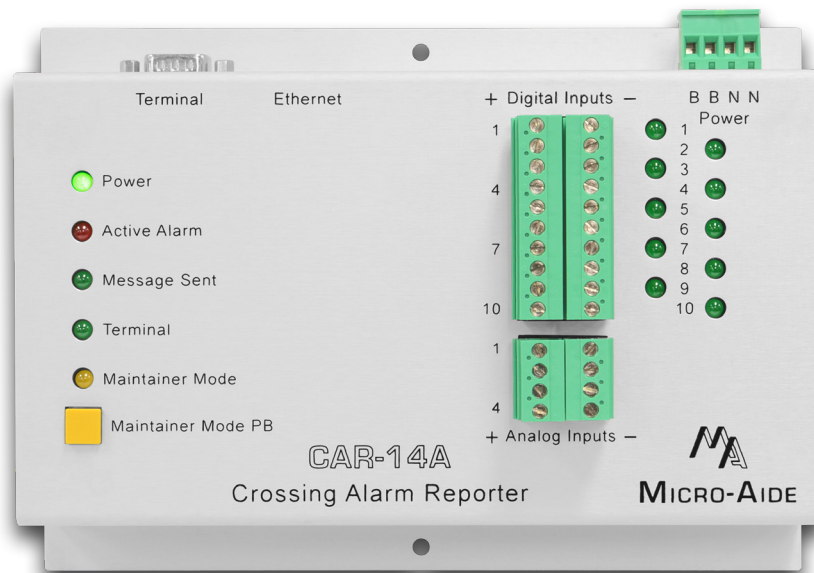 Terminal
Ethernet
+ Digital Inputs −
B B N N
Power
1
4
7
10
1
2
3
4
5
6
7
8
9
10
Power
Active Alarm
Message Sent
Terminal
Maintainer Mode
Maintainer Mode PB
1
4
+ Analog Inputs −
CAR-14A
Crossing Alarm Reporter
MA
MICRO-AIDE